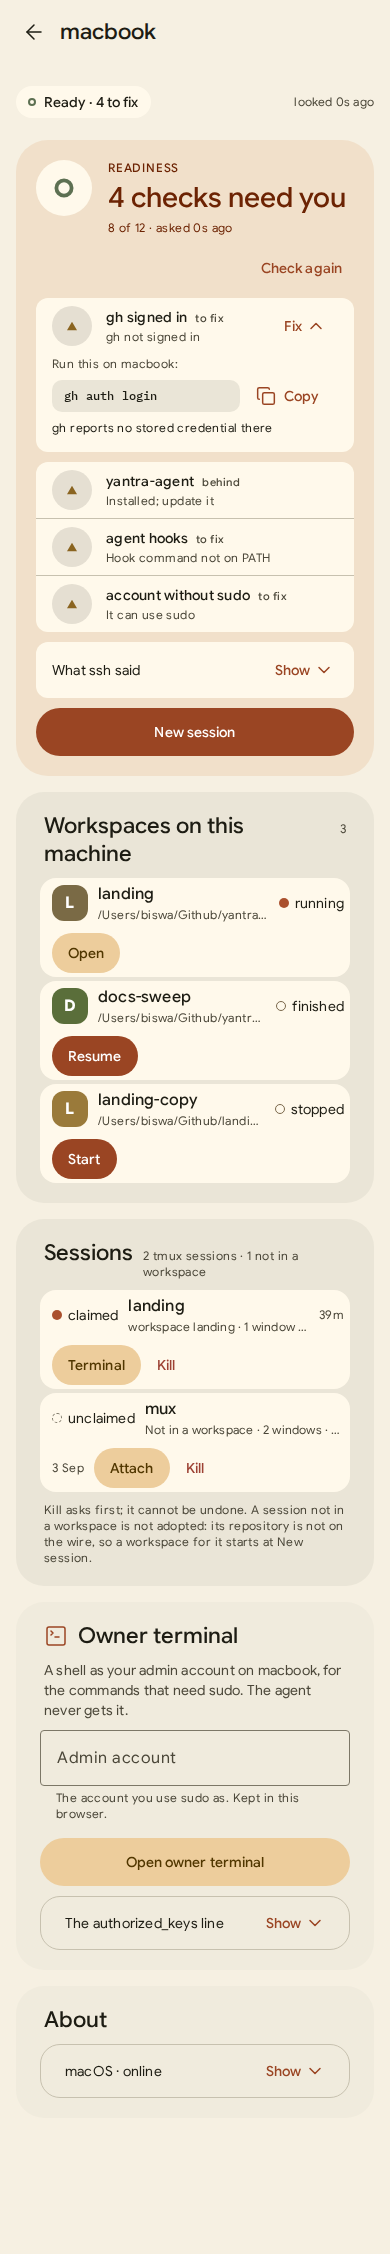 macbook
Ready · 4 to fix
looked 0s ago
READINESS
4 checks need you
8 of 12 · asked 0s ago
Check again
gh signed in to fix
gh not signed in
Fix
Run this on macbook:
gh auth login
Copy
gh reports no stored credential there
yantra-agent behind
Installed; update it
agent hooks to fix
Hook command not on PATH
account without sudo to fix
It can use sudo
What ssh said
Show
New session
Workspaces on this
machine
3
L
landing
/Users/biswa/Github/yantra...
running
Open
D
docs-sweep
/Users/biswa/Github/yantr...
finished
Resume
L
landing-copy
/Users/biswa/Github/landi...
stopped
Start
Sessions
2 tmux sessions · 1 not in a
workspace
claimed
landing
workspace landing · 1 window ...
39m
Terminal
Kill
unclaimed
mux
Not in a workspace · 2 windows · ...
3 Sep
Attach
Kill
Kill asks first; it cannot be undone. A session not in
a workspace is not adopted: its repository is not on
the wire, so a workspace for it starts at New
session.
Owner terminal
A shell as your admin account on macbook, for
the commands that need sudo. The agent
never gets it.
Admin account
The account you use sudo as. Kept in this
browser.
Open owner terminal
The authorized_keys line
Show
About
macOS · online
Show